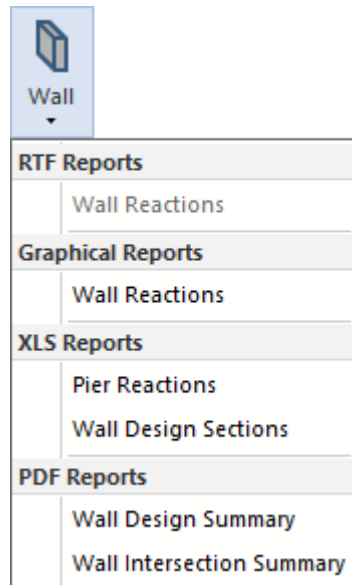 Wall
RTF Reports
Wall Reactions
Graphical Reports
Wall Reactions
XLS Reports
Pier Reactions
Wall Design Sections
PDF Reports
Wall Design Summary
Wall Intersection Summary